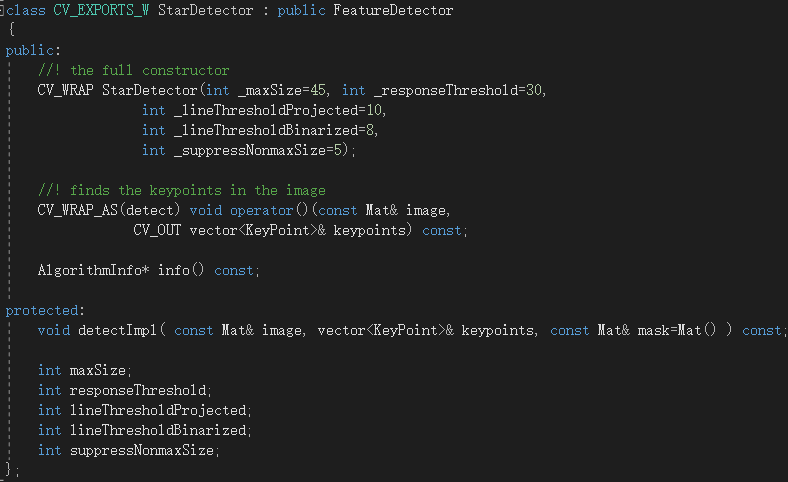 class CV_EXPORTS_W StarDetector : public FeatureDetector
{
public:
    //! the full constructor
    CV_WRAP StarDetector(int _maxSize=45, int _responseThreshold=30,
                 int _lineThresholdProjected=10,
                 int _lineThresholdBinarized=8,
                 int _suppressNonmaxSize=5);
    //! finds the keypoints in the image
    CV_WRAP_AS(detect) void operator()(const Mat& image,
                CV_OUT vector<KeyPoint>& keypoints) const;
    AlgorithmInfo* info() const;
protected:
    void detectImpl( const Mat& image, vector<KeyPoint>& keypoints, const Mat& mask=Mat() ) const;
    int maxSize;
    int responseThreshold;
    int lineThresholdProjected;
    int lineThresholdBinarized;
    int suppressNonmaxSize;
};